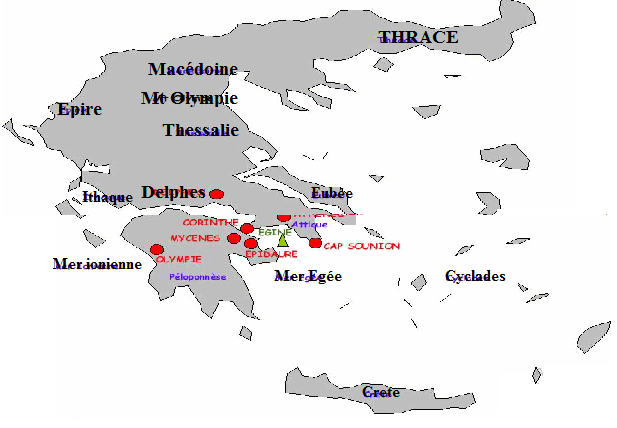 THRACE
Macédoine
Mt Olympie
Epire
Thessalie
Delphes
Eubée
Ithaque
CORINTHE
Attique
EGINE
MYCENES
CAP SOUNION
EPIDAURE
OLYMPIE
Mer ionienne
Péloponnèse
Mer Egée
Cyclades
Crete